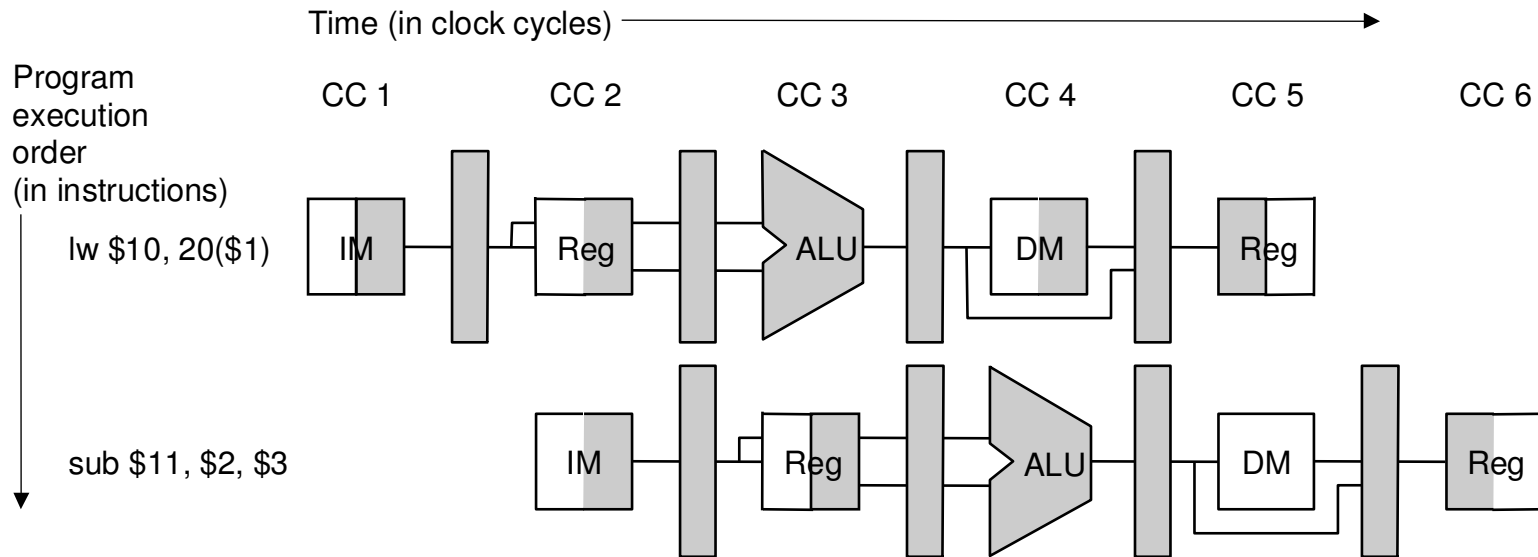 Time (in clock cycles)
Program
execution
order
(in instructions)
CC 1 CC 2 CC 3 CC 4 CC 5 CC 6
lw $10, 20($1) IM Reg ALU DM Reg
sub $11, $2, $3 IM Reg ALU DM Reg